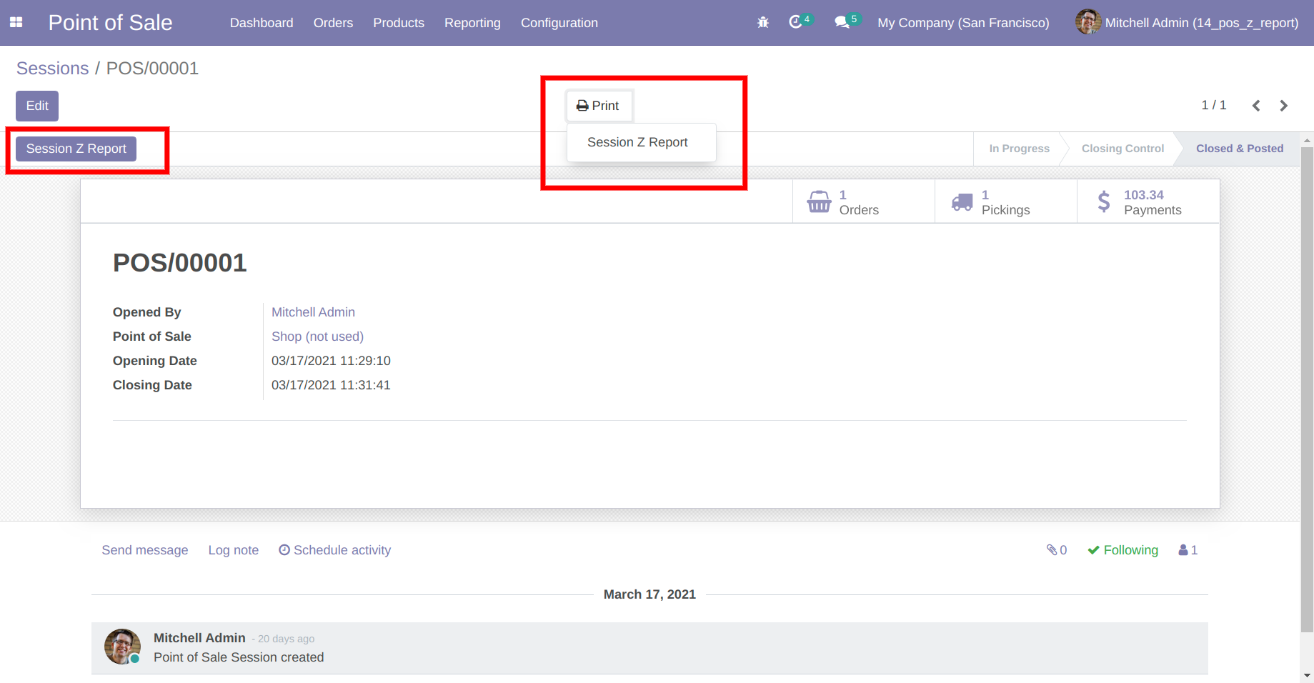 Point of Sale Dashboard Orders Products Reporting Configuration 4 5 My Company (San Francisco) Mitchell Admin (14_pos_z_report)
Sessions / POS/00001
Edit Print 1 / 1
Session Z Report Session Z Report In Progress Closing Control Closed & Posted
1 Orders 1 Pickings $ 103.34 Payments
POS/00001
Opened By Mitchell Admin
Point of Sale Shop (not used)
Opening Date 03/17/2021 11:29:10
Closing Date 03/17/2021 11:31:41
Send message Log note Schedule activity 0 Following 1
March 17, 2021
Mitchell Admin - 20 days ago
Point of Sale Session created